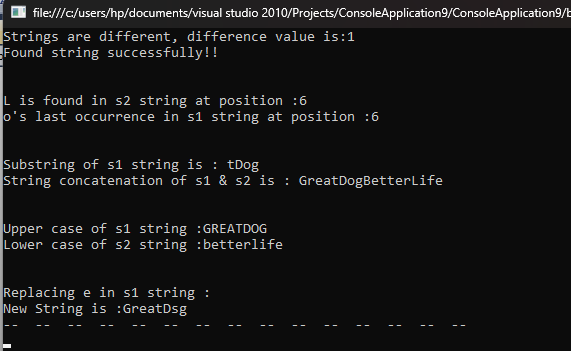 file:///c:/users/hp/documents/visual studio 2010/Projects/ConsoleApplication9/ConsoleApplication9/b
Strings are different, difference value is:1
Found string successfully!!
L is found in s2 string at position :6
o's last occurrence in s1 string at position :6
Substring of s1 string is : tDog
String concatenation of s1 & s2 is : GreatDogBetterLife
Upper case of s1 string :GREATDOG
Lower case of s2 string :betterlife
Replacing e in s1 string :
New String is :GreatDsg
-- -- -- -- -- -- -- -- -- -- -- -- -- -- --